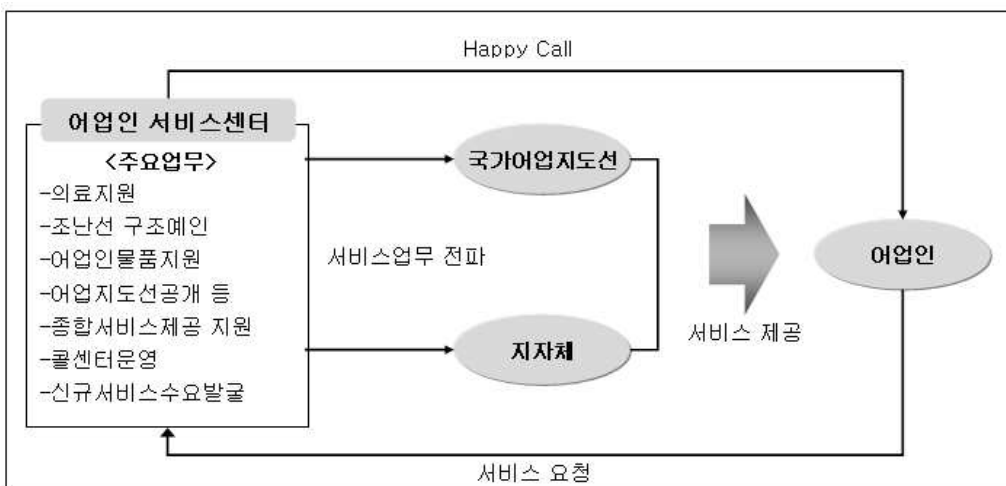 Happy Call
어업인 서비스센터
<주요업무>
-의료지원
-조난선 구조예인
-어업인물품지원
-어업지도선공개 등
-종합서비스제공 지원
-콜센터운영
-신규서비스수요발굴
국가어업지도선
서비스업무 전파
지자체
서비스 제공
어업인
서비스 요청